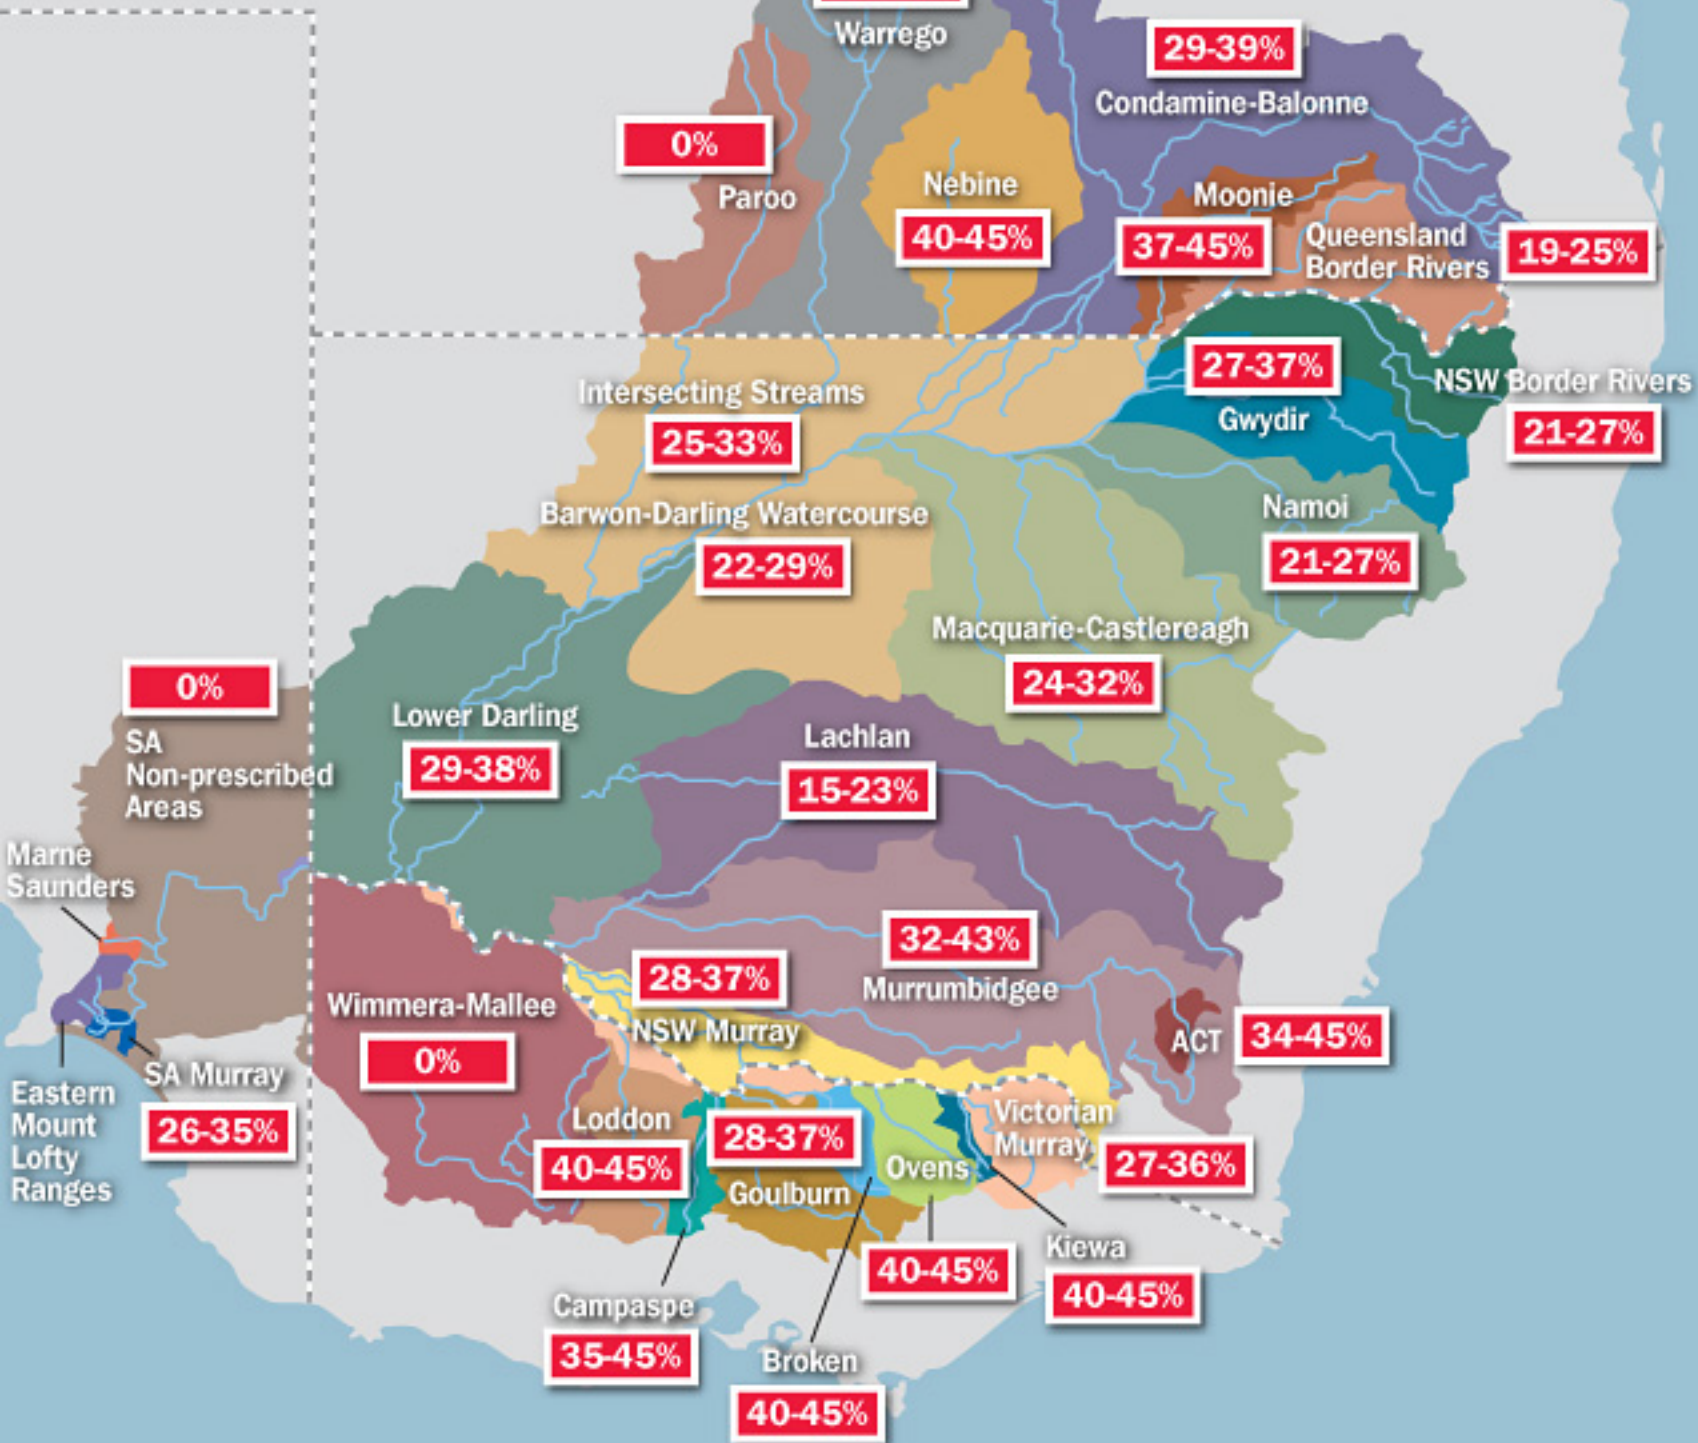 Warrego
29-39%
Condamine-Balonne
0%
Paroo
Nebine
40-45%
Moonie
37-45%
Queensland
Border Rivers
19-25%
27-37%
Gwydir
NSW Border Rivers
21-27%
Intersecting Streams
25-33%
Barwon-Darling Watercourse
22-29%
Namoi
21-27%
Macquarie-Castlereagh
24-32%
0%
SA
Non-prescribed
Areas
Lower Darling
29-38%
Lachlan
15-23%
Marne
Saunders
32-43%
Murrumbidgee
28-37%
NSW Murray
Wimmera-Mallee
0%
ACT
34-45%
SA Murray
26-35%
Eastern
Mount
Lofty
Ranges
Loddon
40-45%
28-37%
Goulburn
Ovens
40-45%
Victorian
Murray
27-36%
Kiewa
40-45%
Campaspe
35-45%
Broken
40-45%